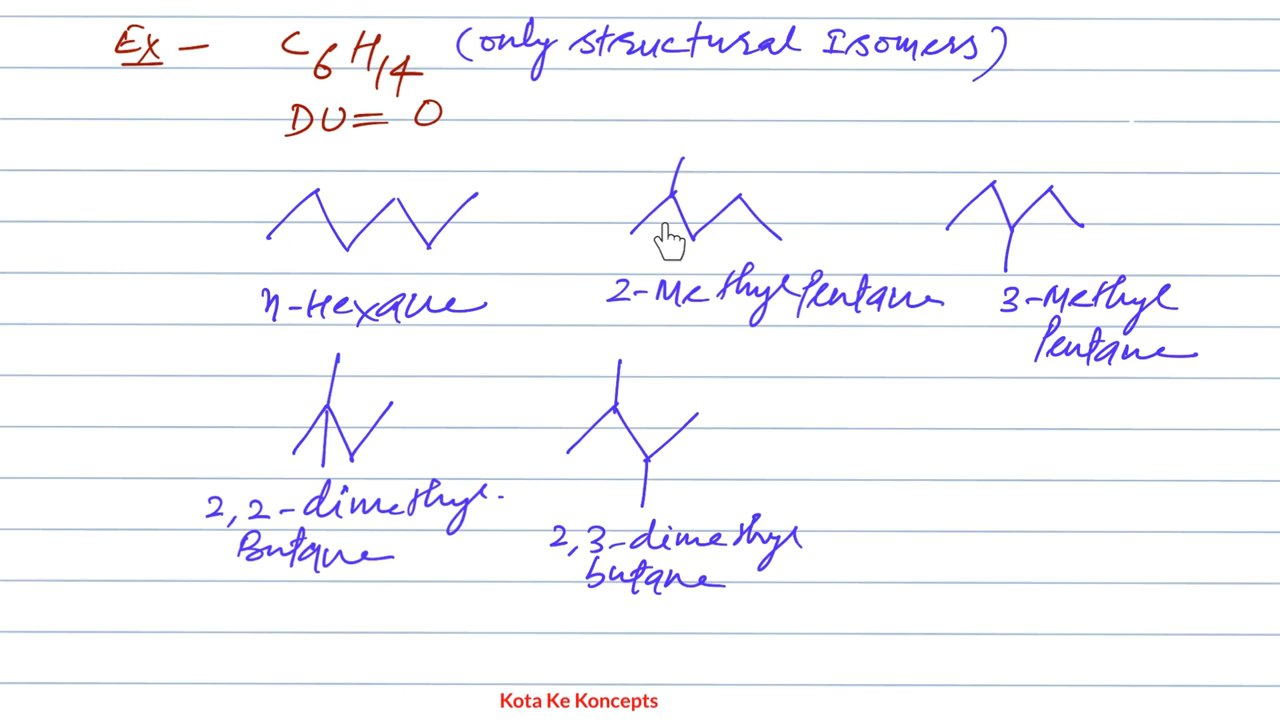 Ex - C6H14 (only structural Isomers)
DU = 0
n-Hexane
2-Methyl Pentane
3-Methyl
Pentane
2,2-dimethyl.
Butane
2,3-dimethyl
butane
Kota Ke Koncepts